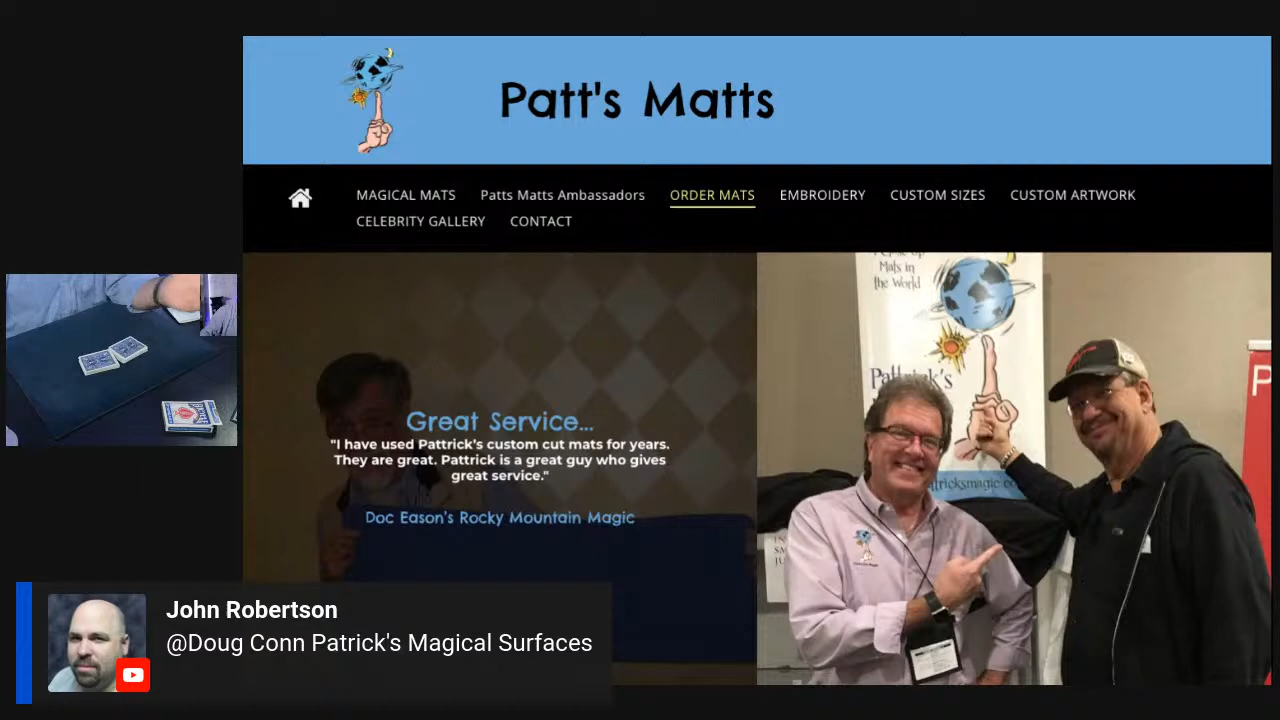 Patt's Matts
MAGICAL MATS
Patts Matts Ambassadors
ORDER MATS
EMBROIDERY
CUSTOM SIZES
CUSTOM ARTWORK
CELEBRITY GALLERY
CONTACT
Mats in
the World
Great Service...
"I have used Pattrick's custom cut mats for years.
They are great. Pattrick is a great guy who gives
great service."
Doc Eason's Rocky Mountain Magic
P
John Robertson
@Doug Conn Patrick's Magical Surfaces